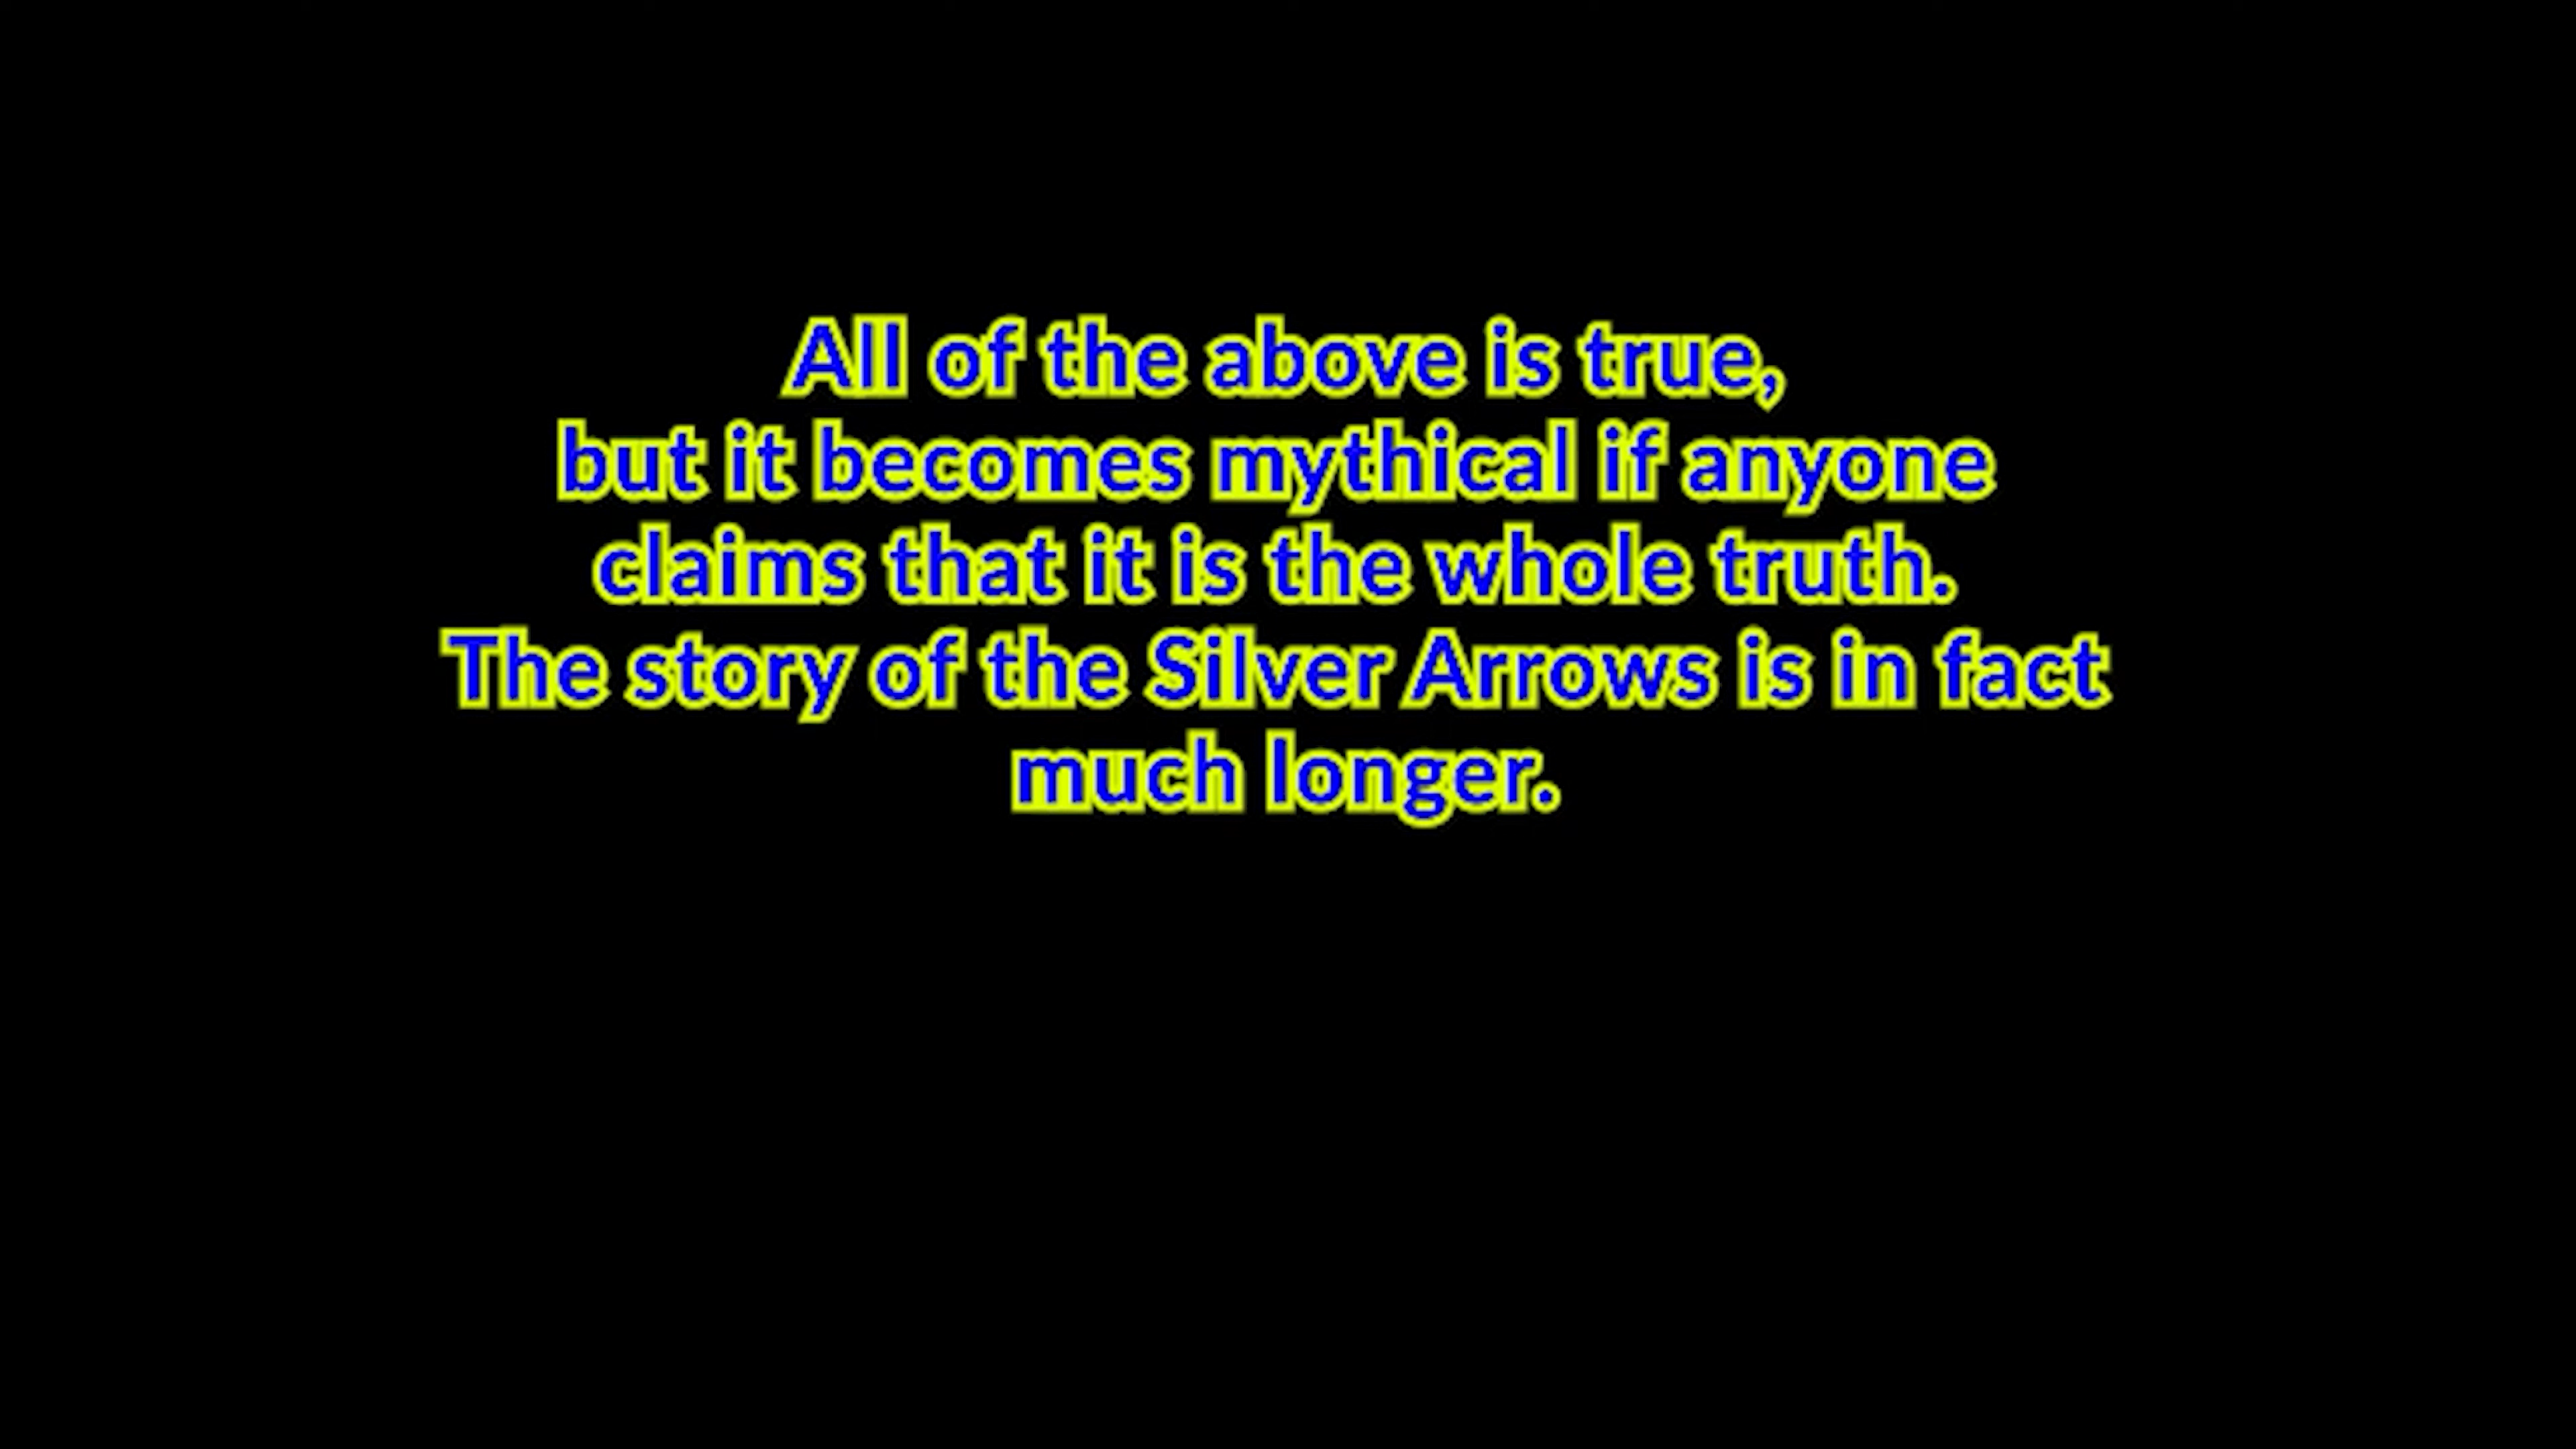 All of the above is true,
but it becomes mythical if anyone
claims that it is the whole truth.
The story of the Silver Arrows is in fact
much longer.